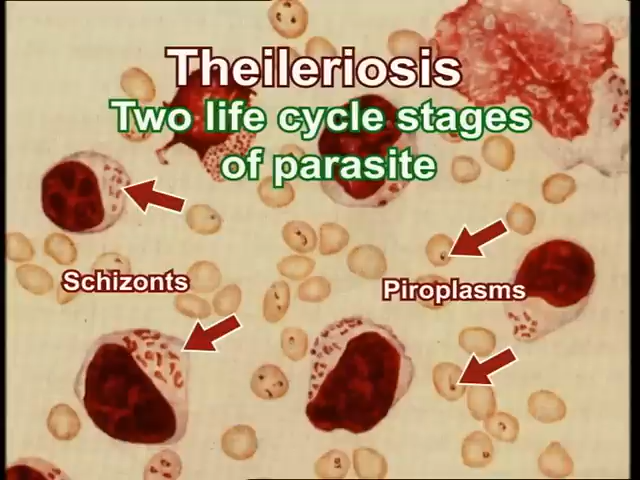 Theileriosis
Two life cycle stages
of parasite
Schizonts
Piroplasms